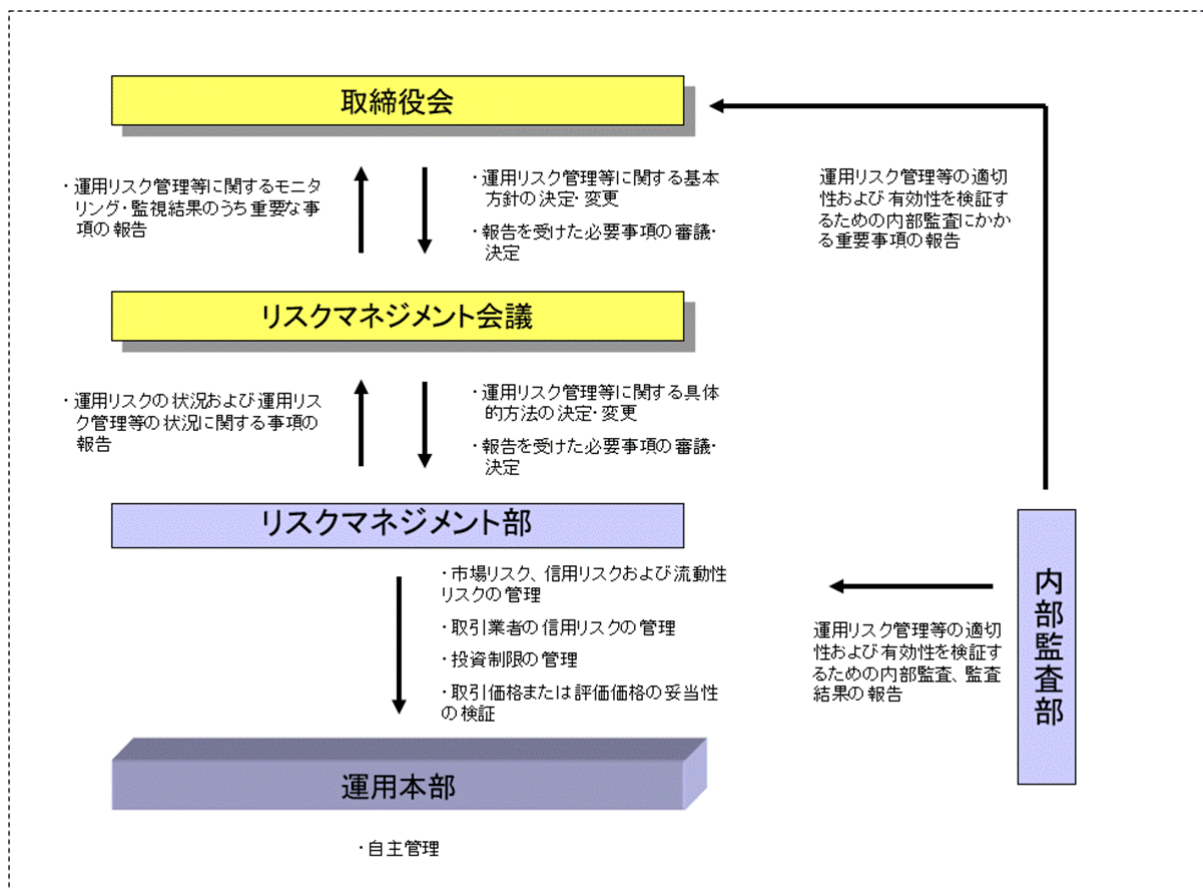 取締役会
・運用リスク管理等に関するモニタ
リング・監視結果のうち重要な事
項の報告
・運用リスク管理等に関する基本
方針の決定・変更
・報告を受けた必要事項の審議・
決定
運用リスク管理等の適切
性および有効性を検証す
るための内部監査にかか
る重要事項の報告
リスクマネジメント会議
・運用リスクの状況および運用リス
ク管理等の状況に関する事項の
報告
・運用リスク管理等に関する具体
的方法の決定・変更
・報告を受けた必要事項の審議・
決定
リスクマネジメント部
・市場リスク、信用リスクおよび流動性
リスクの管理
・取引業者の信用リスクの管理
・投資制限の管理
・取引価格または評価価格の妥当性
の検証
運用リスク管理等の適切
性および有効性を検証す
るための内部監査、監査
結果の報告
内部監査部
運用本部
・自主管理